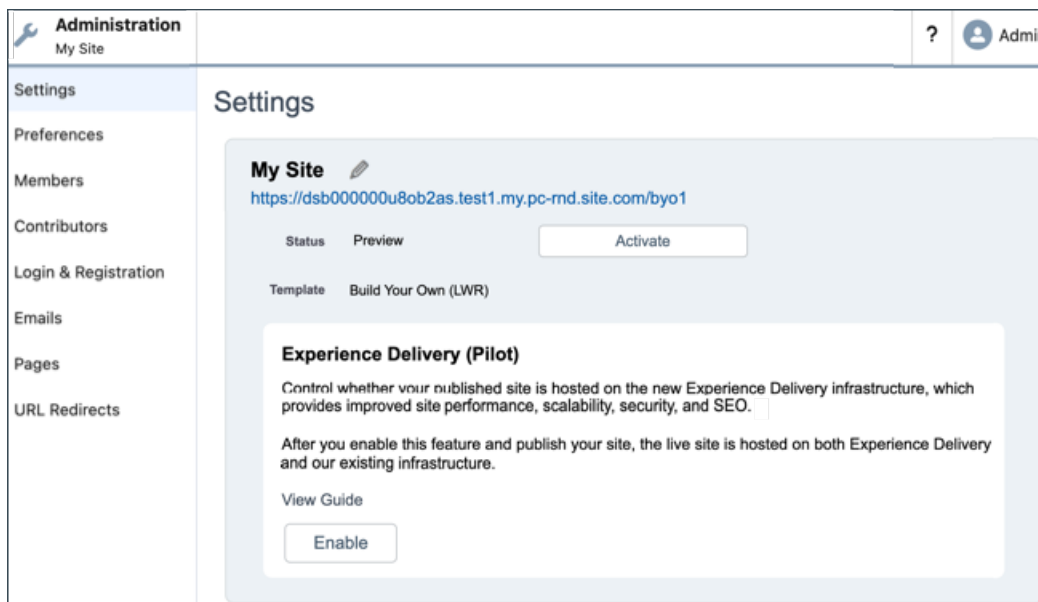 Administration
My Site
?
Settings
Preferences
Members
Contributors
Login & Registration
Emails
Pages
URL Redirects
Settings
My Site
https://dsb000000u8ob2as.test1.my.pc-rnd.site.com/byo1
Status Preview Activate
Template Build Your Own (LWR)
Experience Delivery (Pilot)
Control whether your published site is hosted on the new Experience Delivery infrastructure, which
provides improved site performance, scalability, security, and SEO.
After you enable this feature and publish your site, the live site is hosted on both Experience Delivery
and our existing infrastructure.
View Guide
Enable